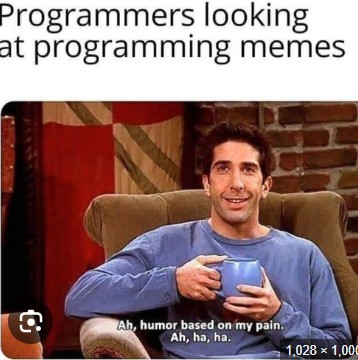 Programmers looking
at programming memes
Ah, humor based on my pain.
Ah, ha, ha.
1,028 × 1,00